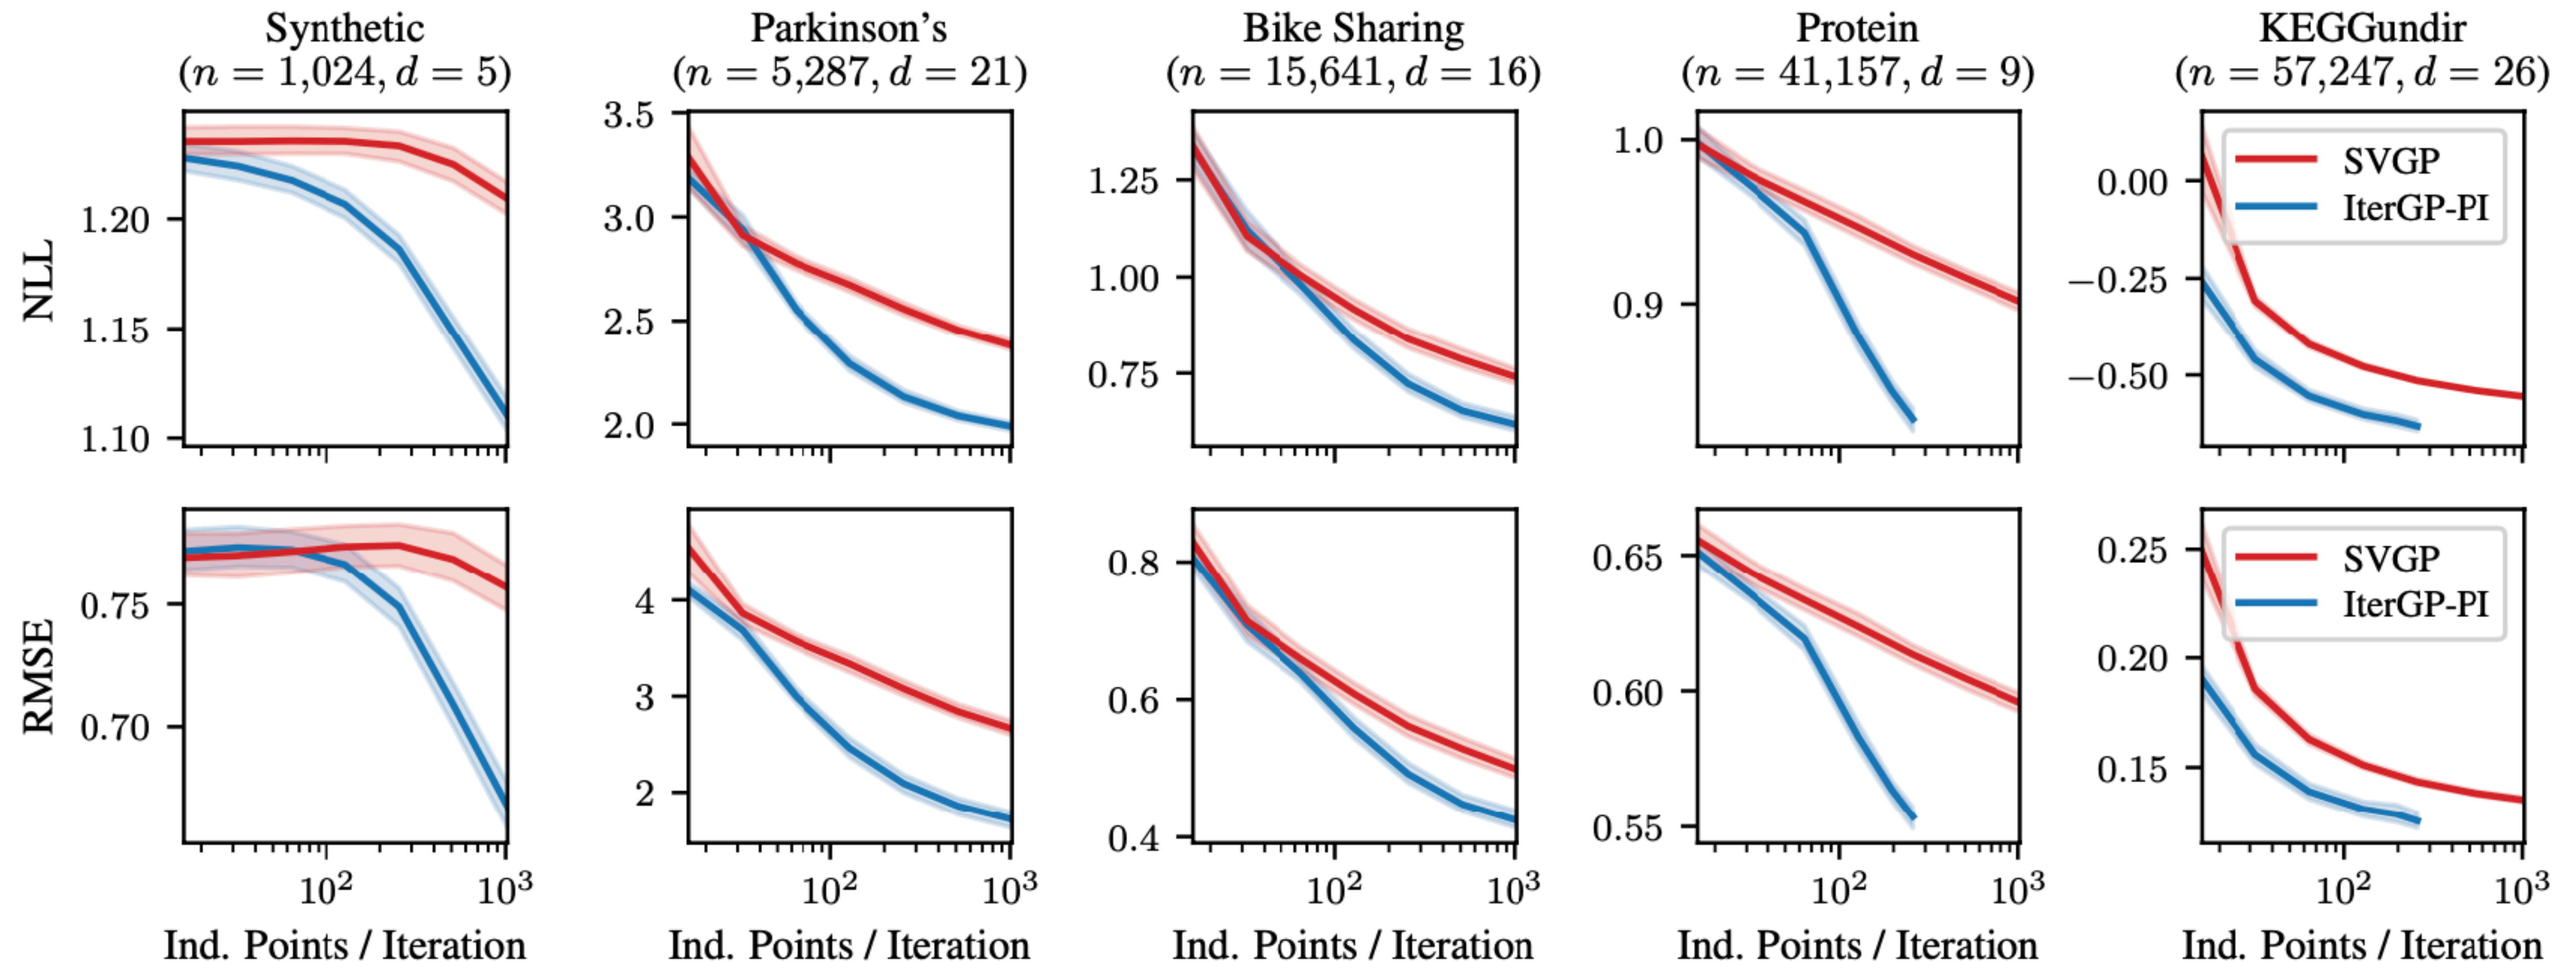 Synthetic
(n = 1,024, d = 5)
Parkinson's
(n = 5,287, d = 21)
Bike Sharing
(n = 15,641, d = 16)
Protein
(n = 41,157, d = 9)
KEGGundir
(n = 57,247, d = 26)
NLL
1.20
1.15
1.10
3.5
3.0
2.5
2.0
1.25
1.00
0.75
1.0
0.9
0.00
−0.25
−0.50
SVGP
IterGP-PI
RMSE
0.75
0.70
4
3
2
0.8
0.6
0.4
0.65
0.60
0.55
0.25
0.20
0.15
SVGP
IterGP-PI
10² 10³
10² 10³
10² 10³
10² 10³
10² 10³
Ind. Points / Iteration
Ind. Points / Iteration
Ind. Points / Iteration
Ind. Points / Iteration
Ind. Points / Iteration